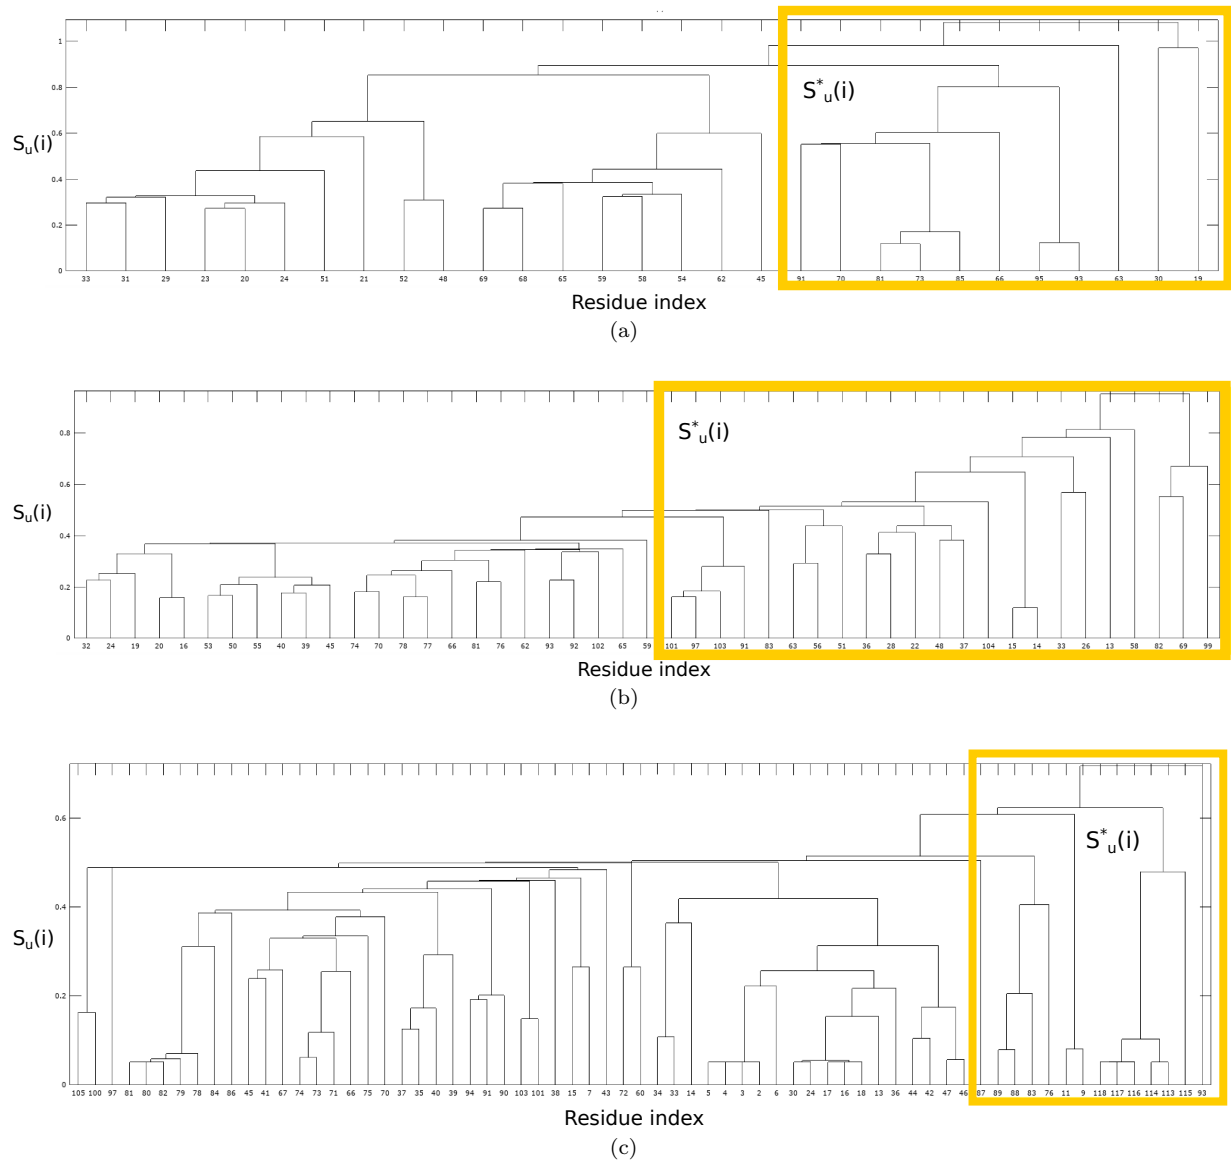 1
0.8
S*u(i)
Su(i)
0.6
0.4
0.2
0
33 31 29 23 20 24 51 21 52 48 69 68 65 59 58 54 62 45 91 70 81 73 85 66 95 93 63 30 19
Residue index
(a)
S*u(i)
0.8
0.6
Su(i)
0.4
0.2
0
32 24 19 20 16 53 50 55 40 39 45 74 70 78 77 66 81 76 62 93 92 102 65 59 101 97 103 91 83 63 56 51 36 28 22 48 37 104 15 14 33 26 13 58 82 69 99
Residue index
(b)
0.6
S*u(i)
0.4
Su(i)
0.2
0
105 100 97 81 80 82 79 78 84 86 45 41 67 74 73 71 66 75 70 37 35 40 39 94 91 90 103 101 38 15 7 43 72 60 34 33 14 5 4 3 2 6 30 24 17 16 18 13 36 44 42 47 46 87 89 88 83 76 11 9 118 117 116 114 113 115 93
Residue index
(c)